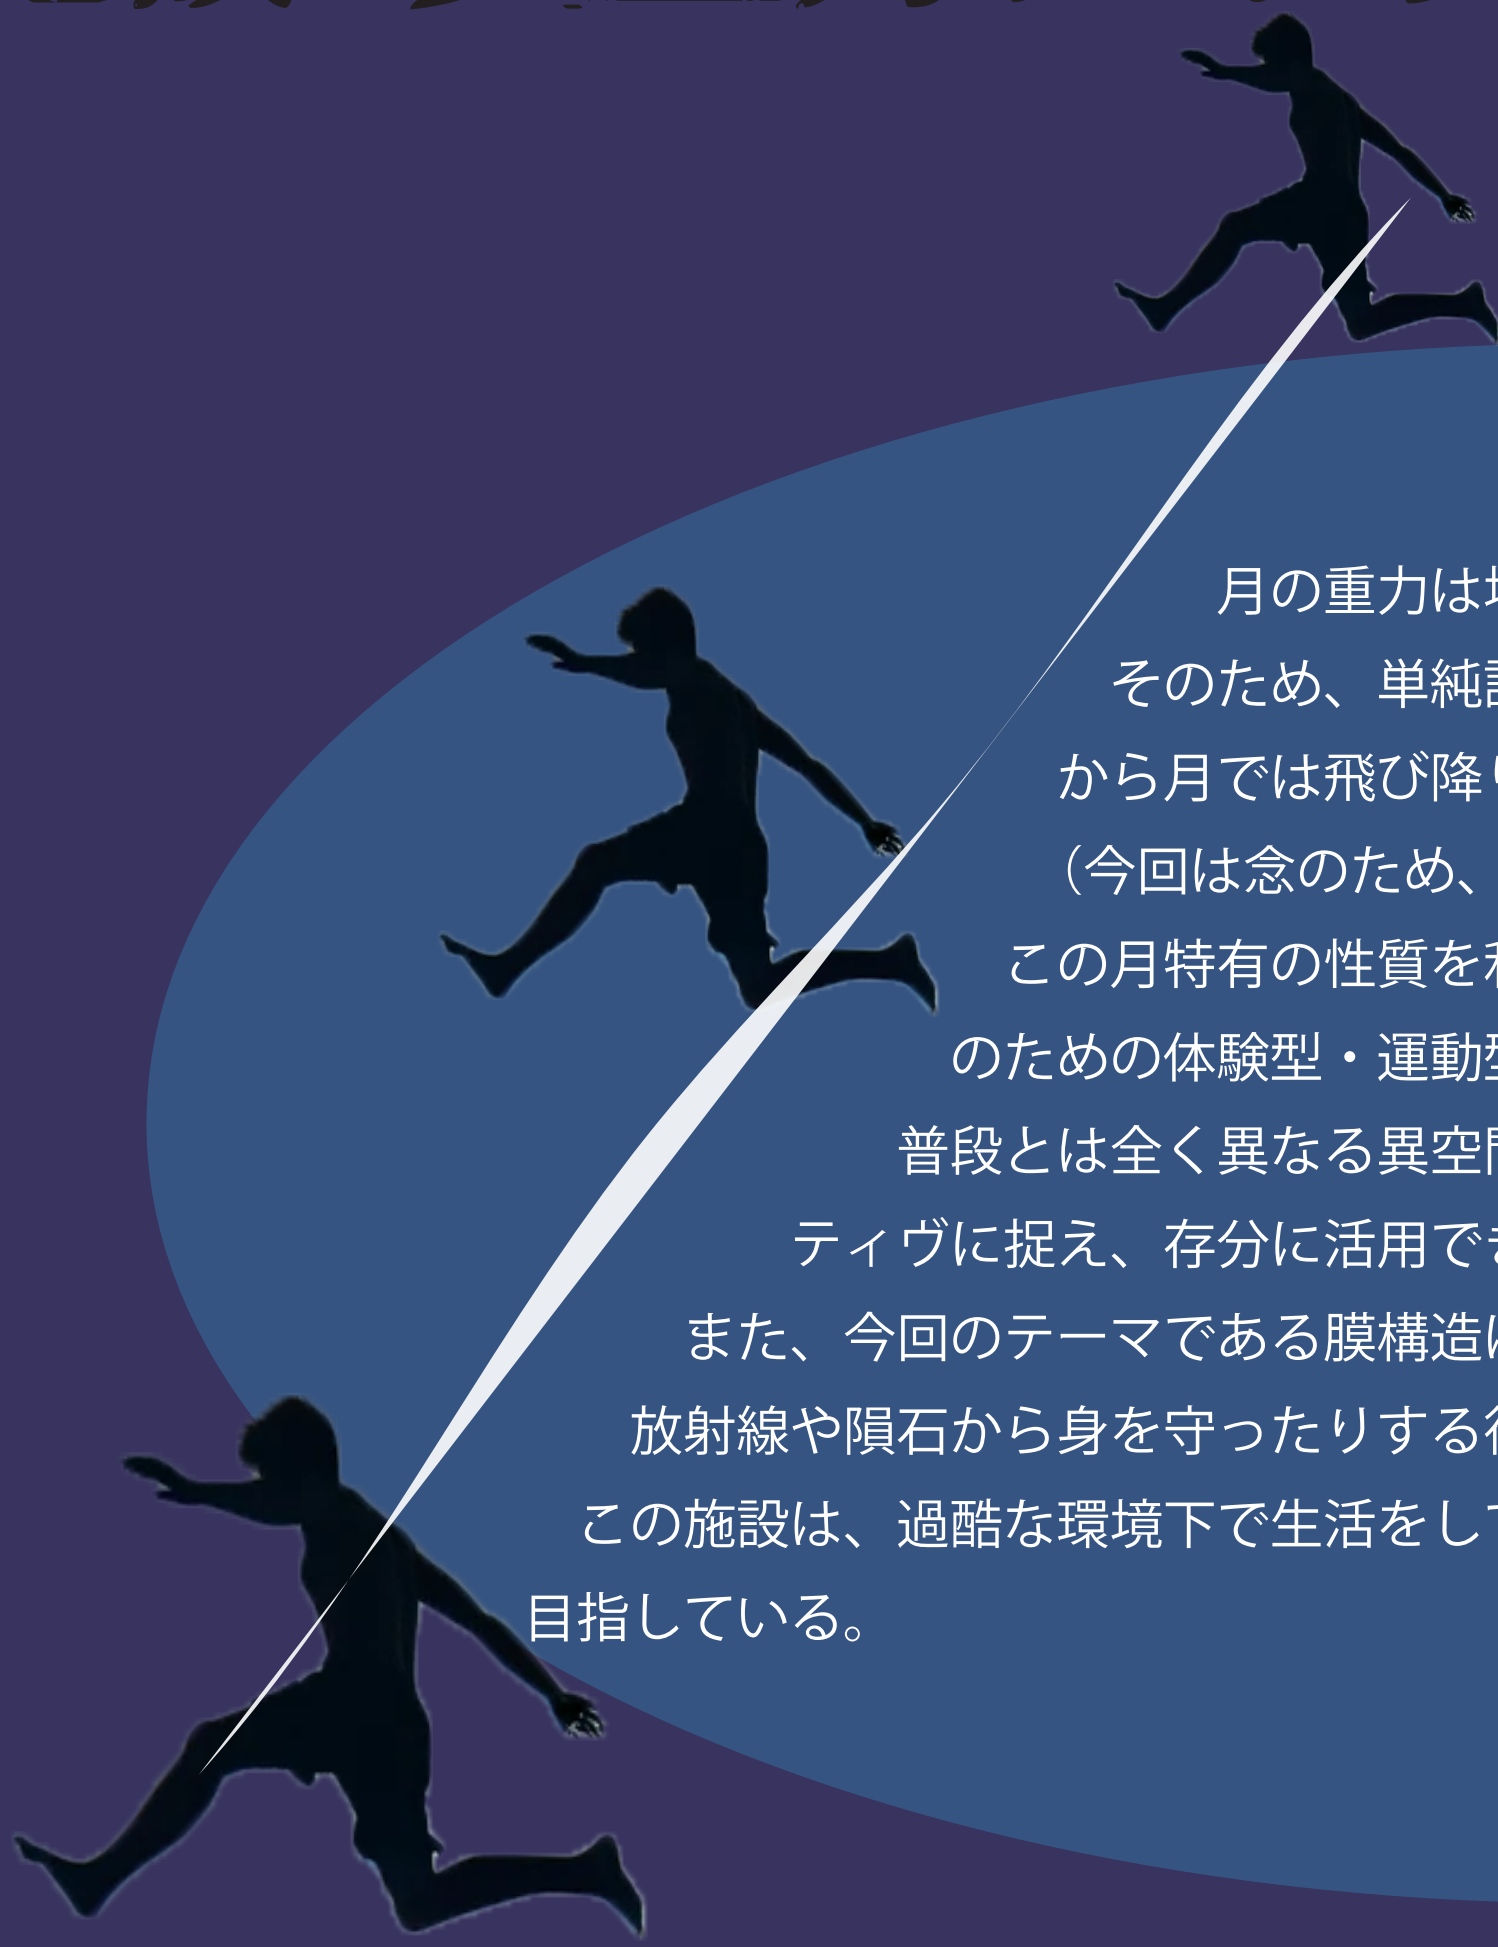 月の重力は
そのため、単純
から月では飛び降
（今回は念のため、
この月特有の性質を
のための体験型・運動
普段とは全く異なる異空
ティヴに捉え、存分に活用で
また、今回のテーマである膜構造
放射線や隕石から身を守ったりする
この施設は、過酷な環境下で生活をし
目指している。